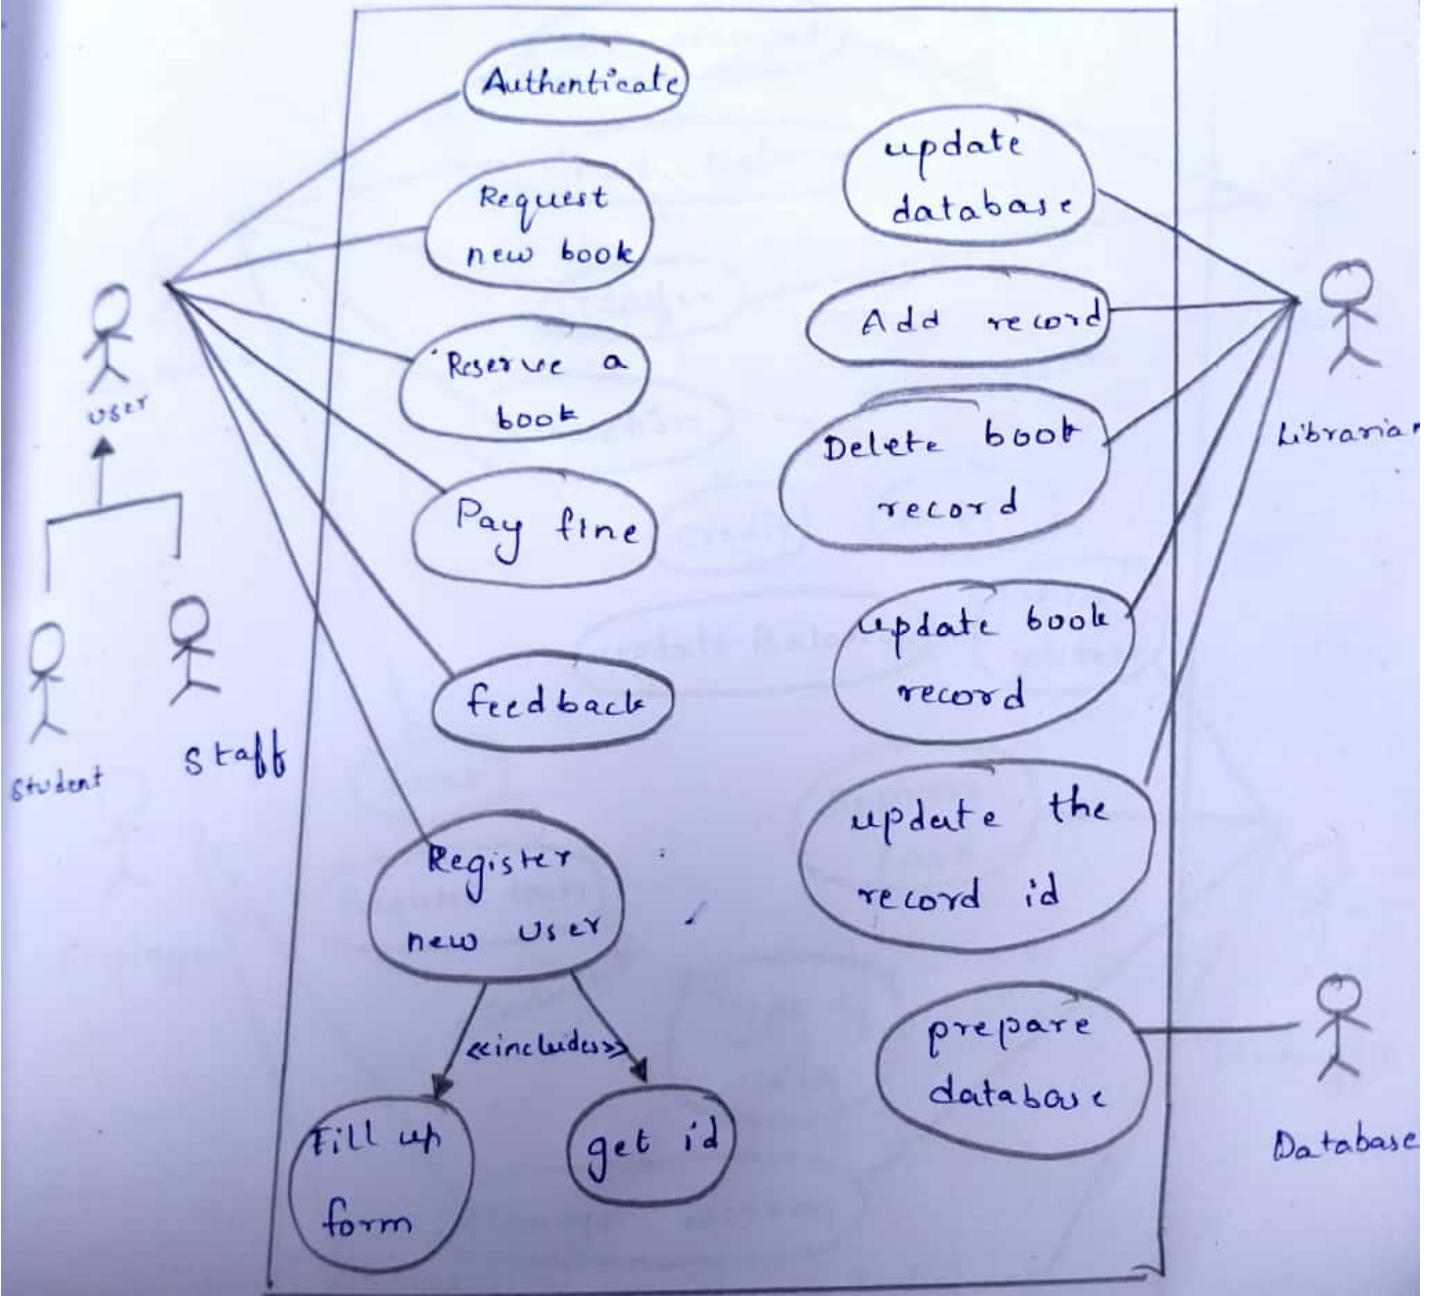 Authenticate
Request
new book
Reserve a
book
Pay fine
feedback
Register
new User
<<includes>>
Fill up
form
get id
update
database
Add record
Delete book
record
update book
record
update the
record id
prepare
database
User
Student
Staff
Librarian
Database